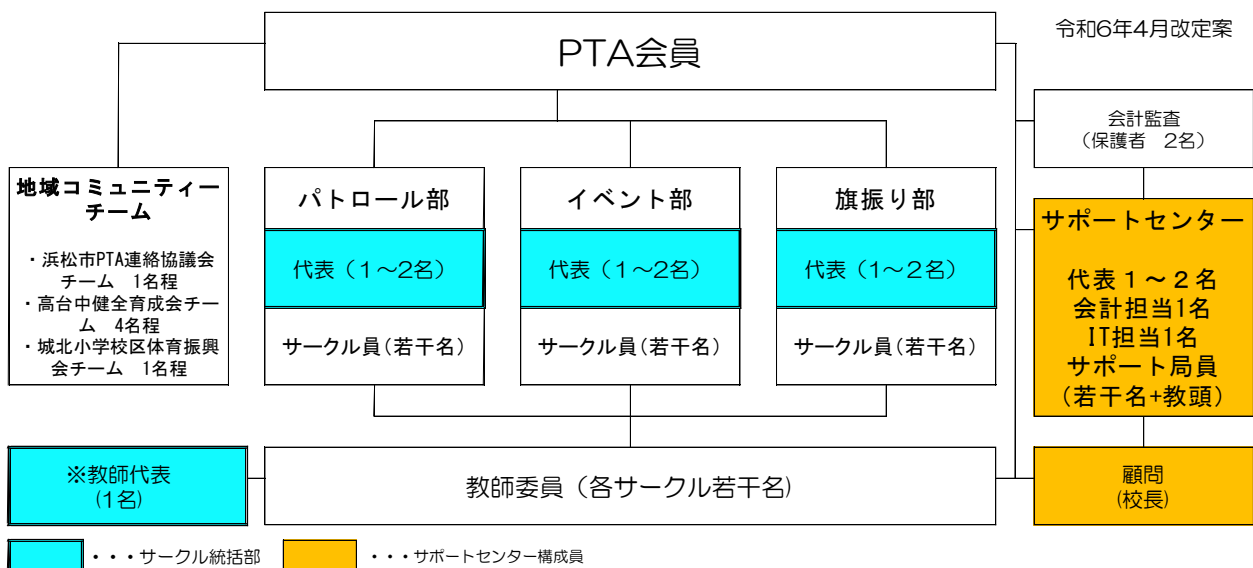 令和6年4月改定案
PTA会員
会計監査
(保護者 2名)
地域コミュニティー
チーム
・浜松市PTA連絡協議会
チーム 1名程
・高台中健全育成会チー
ム 4名程
・城北小学校区体育振興
会チーム 1名程
パトロール部
代表(1～2名)
サークル員(若干名)
イベント部
代表(1～2名)
サークル員(若干名)
旗振り部
代表(1～2名)
サークル員(若干名)
サポートセンター
代表1～2名
会計担当1名
IT担当1名
サポート局員
(若干名+教頭)
※教師代表
(1名)
教師委員(各サークル若干名)
顧問
(校長)
・・・サークル統括部
・・・サポートセンター構成員